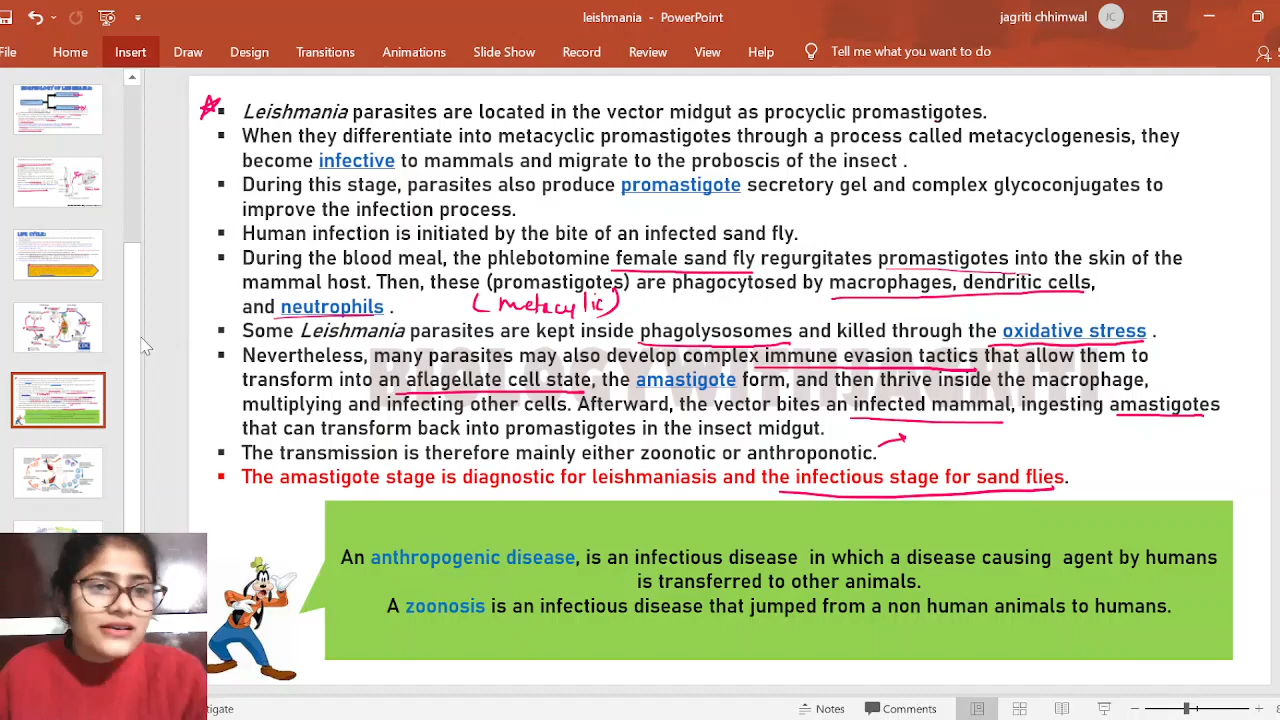 leishmania - PowerPoint
jagriti chhimwal
JC
File Home Insert Draw Design Transitions Animations Slide Show Record Review View Help Tell me what you want to do
Leishmania parasites are located in the vector midgut as procyclic promastigotes.
When they differentiate into metacyclic promastigotes through a process called metacyclogenesis, they
become infective to mammals and migrate to the proboscis of the insect .
During this stage, parasites also produce promastigote secretory gel and complex glycoconjugates to
improve the infection process.
Human infection is initiated by the bite of an infected sand fly.
During the blood meal, the phlebotomine female sand fly regurgitates promastigotes into the skin of the
mammal host. Then, these (promastigotes) are phagocytosed by macrophages, dendritic cells,
and neutrophils .
(metacylic)
Some Leishmania parasites are kept inside phagolysosomes and killed through the oxidative stress .
Nevertheless, many parasites may also develop complex immune evasion tactics that allow them to
transform into an aflagellate cell state, the amastigote form, and then thrive inside the macrophage,
multiplying and infecting other cells. Afterward, the vector bites an infected mammal, ingesting amastigotes
that can transform back into promastigotes in the insect midgut.
The transmission is therefore mainly either zoonotic or anthroponotic.
The amastigote stage is diagnostic for leishmaniasis and the infectious stage for sand flies.
An anthropogenic disease, is an infectious disease in which a disease causing agent by humans
is transferred to other animals.
A zoonosis is an infectious disease that jumped from a non human animals to humans.
Notes Comments